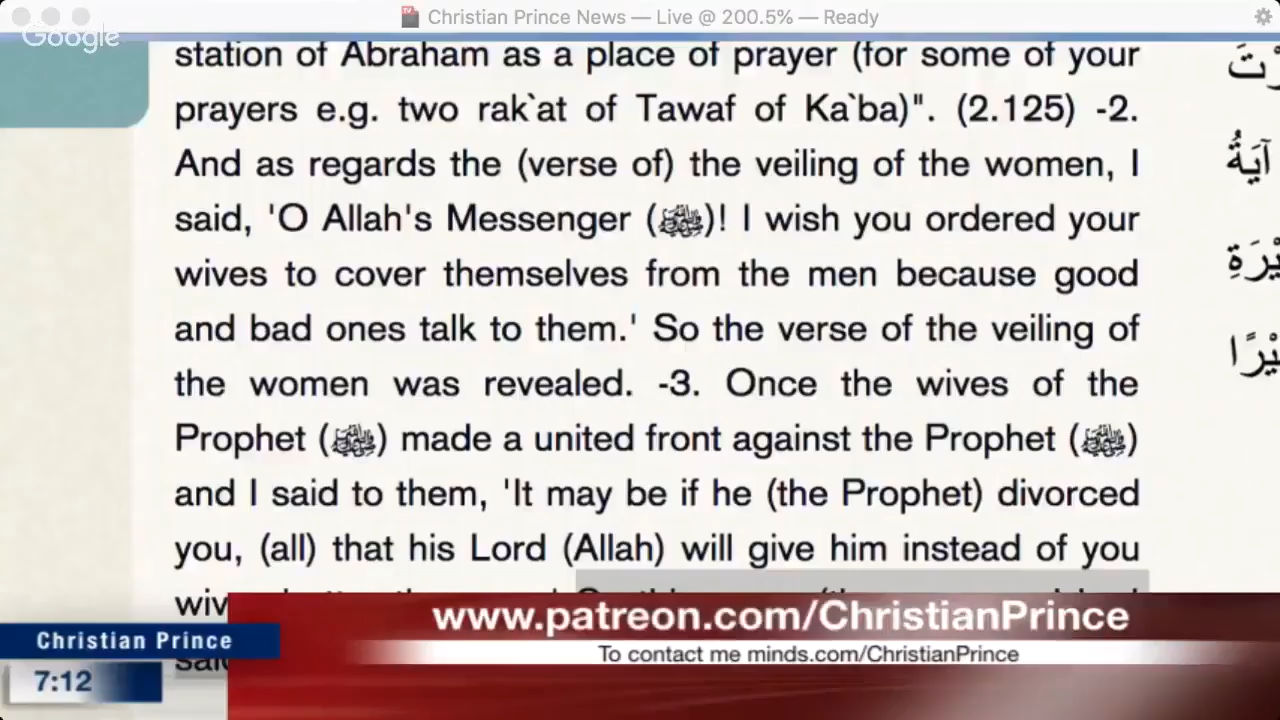 Christian Prince News — Live @ 200.5% — Ready
Google
station of Abraham as a place of prayer (for some of your
prayers e.g. two rak`at of Tawaf of Ka`ba)". (2.125) -2.
And as regards the (verse of) the veiling of the women, I
said, 'O Allah's Messenger (ﷺ)! I wish you ordered your
wives to cover themselves from the men because good
and bad ones talk to them.' So the verse of the veiling of
the women was revealed. -3. Once the wives of the
Prophet (ﷺ) made a united front against the Prophet (ﷺ)
and I said to them, 'It may be if he (the Prophet) divorced
you, (all) that his Lord (Allah) will give him instead of you
آيَةُ
www.patreon.com/ChristianPrince
To contact me minds.com/ChristianPrince
Christian Prince
7:12